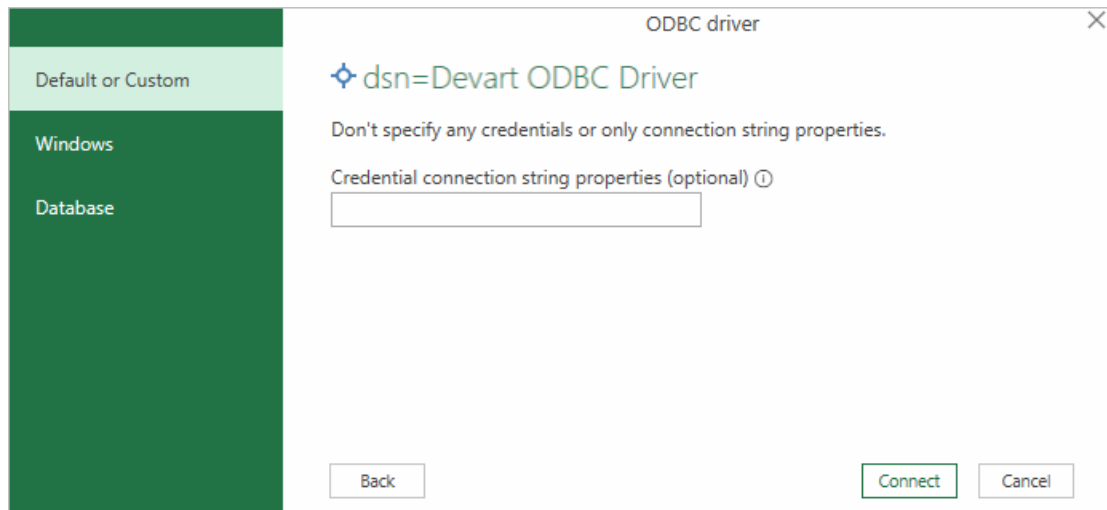 ODBC driver
Default or Custom
Windows
Database
dsn=Devart ODBC Driver
Don't specify any credentials or only connection string properties.
Credential connection string properties (optional)
Back
Connect
Cancel